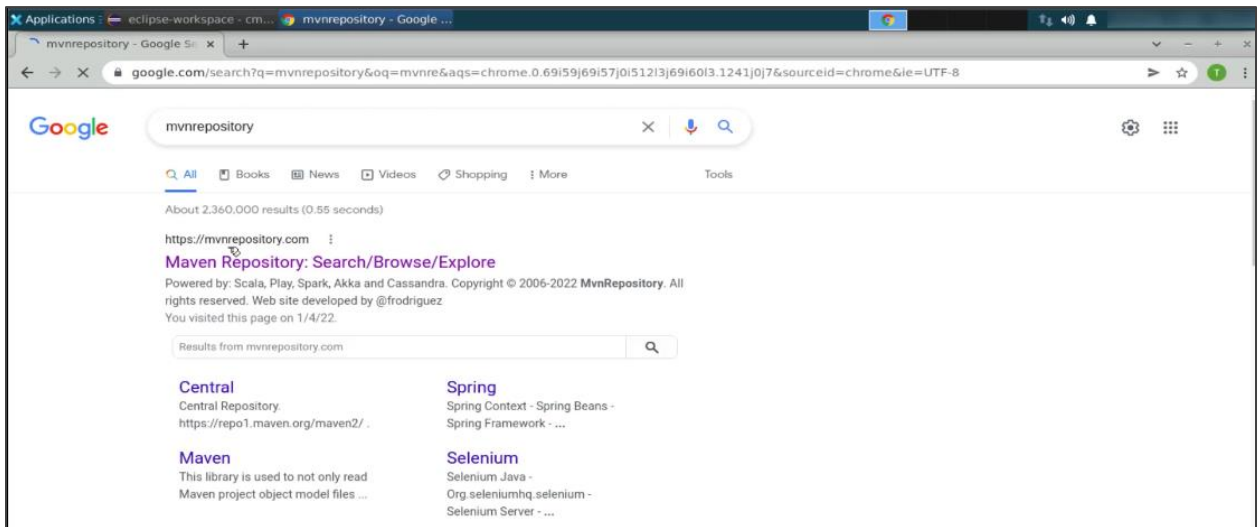 Applications : eclipse-workspace - cm... mvnrepository - Google ...
mvnrepository - Google Se x +
google.com/search?q=mvnrepository&oq=mvnre&aqs=chrome.0.69i59j69i57j0i512l3j69i60l3.1241j0j7&sourceid=chrome&ie=UTF-8 T
Google mvnrepository
All Books News Videos Shopping More Tools
About 2,360,000 results (0.55 seconds)
https://mvnrepository.com
Maven Repository: Search/Browse/Explore
Powered by: Scala, Play, Spark, Akka and Cassandra. Copyright © 2006-2022 MvnRepository. All
rights reserved. Web site developed by @frodriguez
You visited this page on 1/4/22.
Results from mvnrepository.com
Central
Central Repository.
https://repo1.maven.org/maven2/ .
Spring
Spring Context - Spring Beans -
Spring Framework - ...
Maven
This library is used to not only read
Maven project object model files ...
Selenium
Selenium Java -
Org.seleniumhq.selenium -
Selenium Server - ...